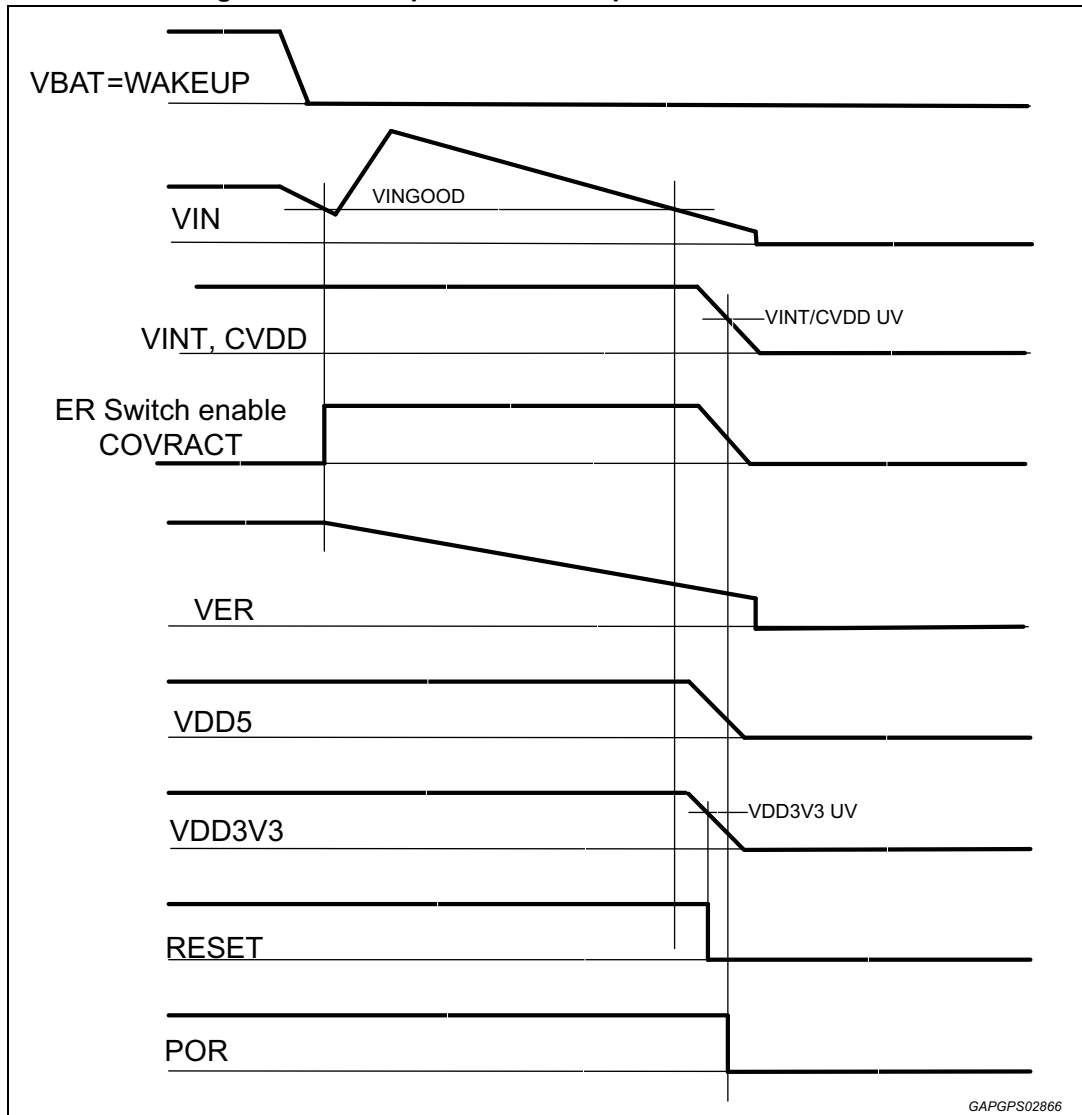 VBAT=WAKEUP
VINGOOD
VIN
VINT/CVDD UV
VINT, CVDD
ER Switch enable
COVRACT
VER
VDD5
VDD3V3 UV
VDD3V3
RESET
POR
GAPGPS02866